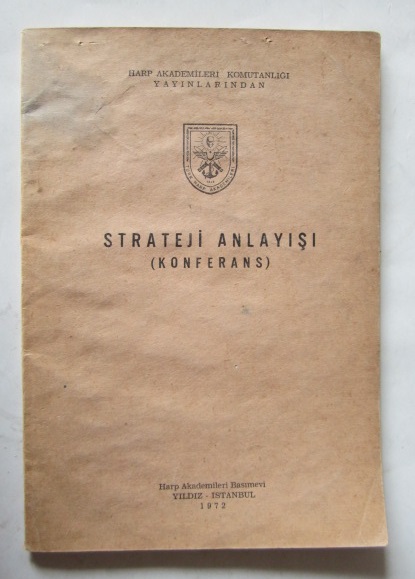 HARP AKADEMİLERİ KOMUTANLIĞI
YAYINLARINDAN
STRATEJİ ANLAYIŞI
(KONFERANS)
Harp Akademileri Basımevi
YILDIZ - İSTANBUL
1972